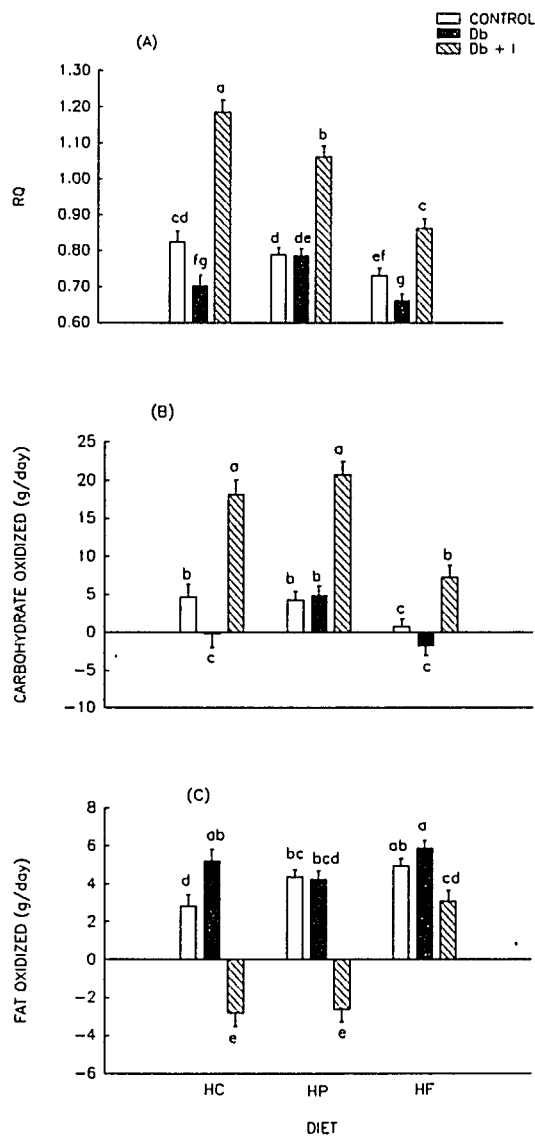 CONTROL
Db
Db + I
(A)
1.30
1.20
1.10
1.00
0.90
0.80
0.70
0.60
RQ
cd
fg
a
d
de
b
ef
g
c
(B)
25
20
15
10
5
0
-5
-10
CARBOHYDRATE OXIDIZED (g/day)
b
c
a
b
b
a
c
c
b
(C)
8
6
4
2
0
-2
-4
-6
FAT OXIDIZED (g/day)
d
ab
e
bc
bcd
e
ab
a
cd
HC HP HF
DIET